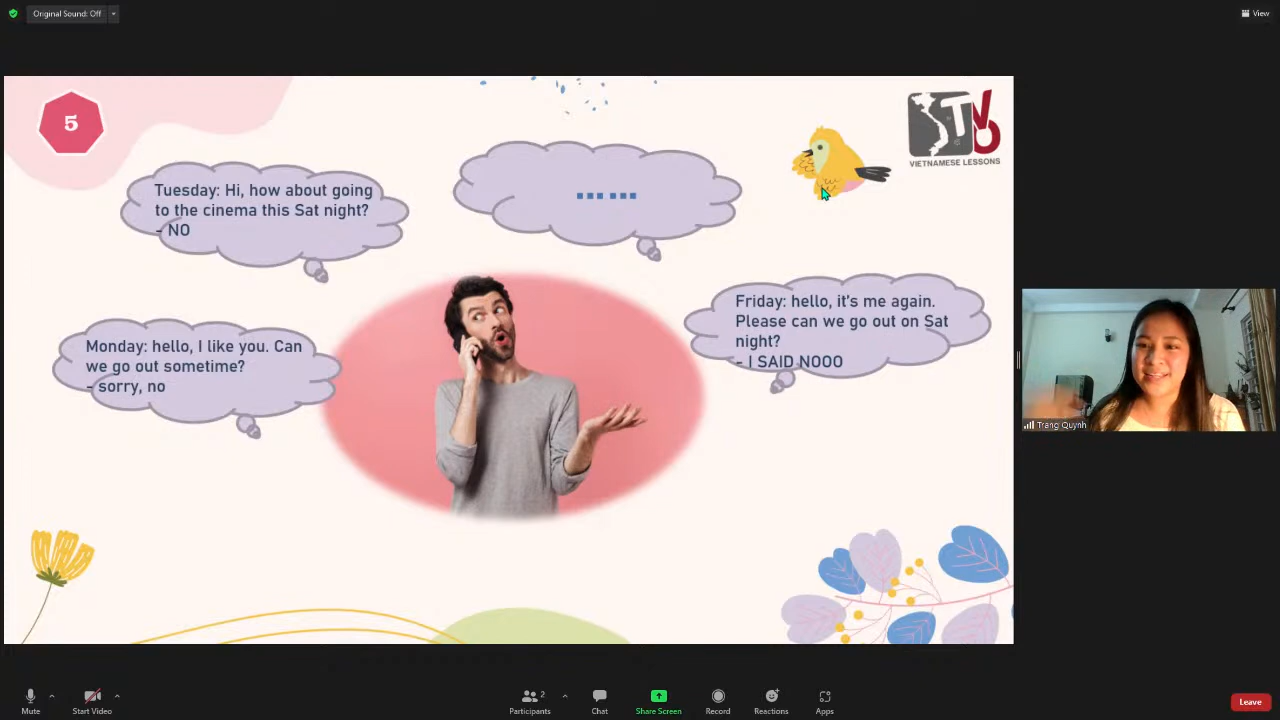 Original Sound: Off
View
5
STVO
VIETNAMESE LESSONS
Tuesday: Hi, how about going
to the cinema this Sat night?
- NO
.......
Friday: hello, it's me again.
Please can we go out on Sat
night?
- I SAID NOOO
Monday: hello, I like you. Can
we go out sometime?
- sorry, no
Trang Quynh
Mute
Start Video
Participants
2
Chat
Share Screen
Record
Reactions
Apps
Leave